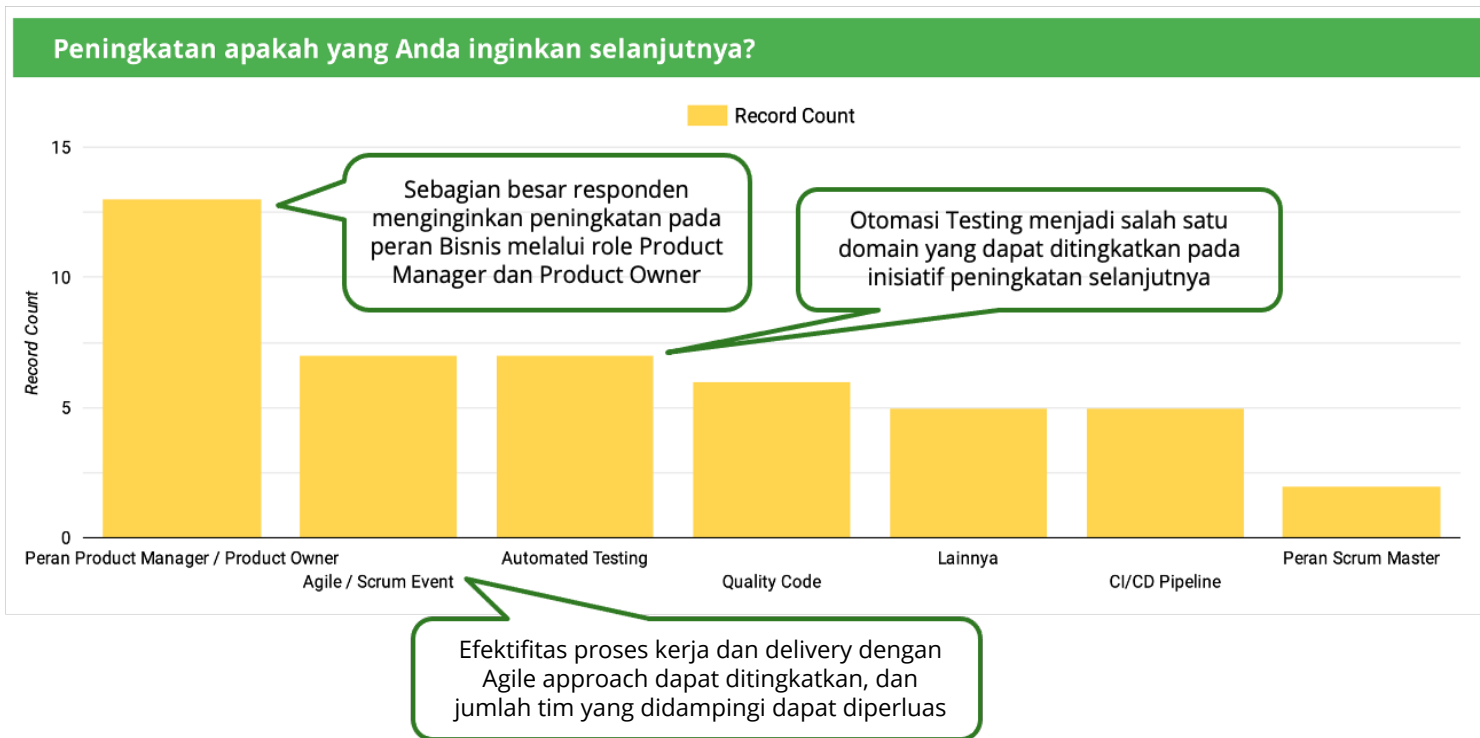 Peningkatan apakah yang Anda inginkan selanjutnya?
Record Count
15
10
5
0
Record Count
Sebagian besar responden
menginginkan peningkatan pada
peran Bisnis melalui role Product
Manager dan Product Owner
Otomasi Testing menjadi salah satu
domain yang dapat ditingkatkan pada
inisiatif peningkatan selanjutnya
Peran Product Manager / Product Owner
Agile / Scrum Event
Automated Testing
Quality Code
Lainnya
CI/CD Pipeline
Peran Scrum Master
Efektifitas proses kerja dan delivery dengan
Agile approach dapat ditingkatkan, dan
jumlah tim yang didampingi dapat diperluas